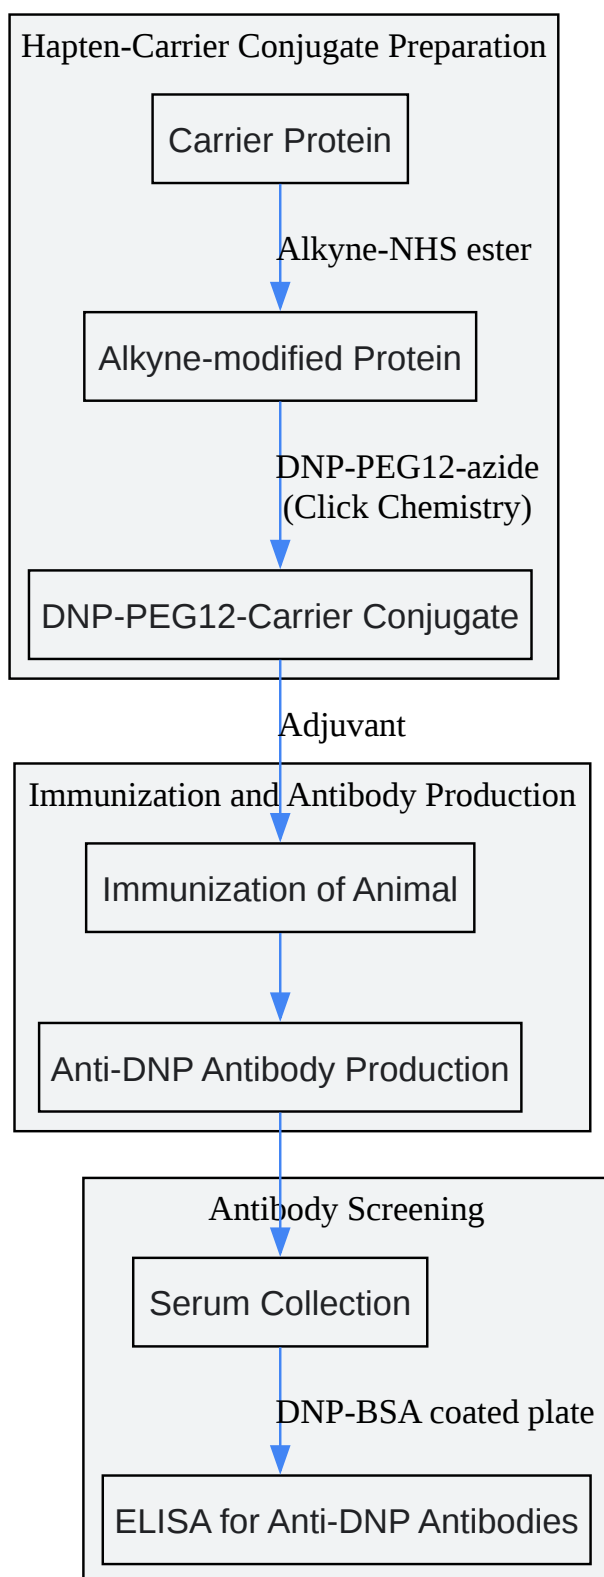 Hapten-Carrier Conjugate Preparation
Carrier Protein
Alkyne-NHS ester
Alkyne-modified Protein
DNP-PEG12-azide
(Click Chemistry)
DNP-PEG12-Carrier Conjugate
Adjuvant
Immunization and Antibody Production
Immunization of Animal
Anti-DNP Antibody Production
Antibody Screening
Serum Collection
DNP-BSA coated plate
ELISA for Anti-DNP Antibodies